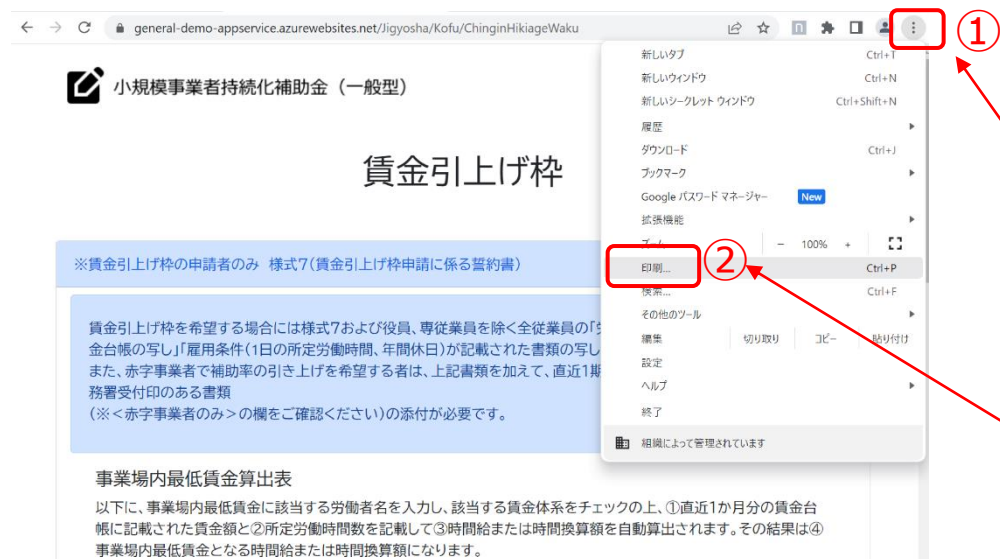 general-demo-appservice.azurewebsites.net/Jigyosha/Kofu/ChinginHikiageWaku
①
小規模事業者持続化補助金（一般型）
賃金引上げ枠
※賃金引上げ枠の申請者のみ 様式7(賃金引上げ枠申請に係る誓約書)
賃金引上げ枠を希望する場合には様式7および役員、専従業員を除く全従業員の「
金台帳の写し」「雇用条件(1日の所定労働時間、年間休日)が記載された書類の写し
また、赤字事業者で補助率の引き上げを希望する者は、上記書類を加えて、直近1期
務署受付印のある書類
(※＜赤字事業者のみ＞の欄をご確認ください)の添付が必要です。
事業場内最低賃金算出表
以下に、事業場内最低賃金に該当する労働者名を入力し、該当する賃金体系をチェックの上、①直近1か月分の賃金台
帳に記載された賃金額と②所定労働時間数を記載して③時間給または時間換算額を自動算出されます。その結果は④
事業場内最低賃金となる時間給または時間換算額になります。
新しいタブ Ctrl+T
新しいウィンドウ Ctrl+N
新しいシークレット ウィンドウ Ctrl+Shift+N
履歴
ダウンロード Ctrl+J
ブックマーク
Google パスワード マネージャー New
拡張機能
ズーム − 100% +
印刷... Ctrl+P
②
検索... Ctrl+F
その他のツール
編集 切り取り コピー 貼り付け
設定
ヘルプ
終了
組織によって管理されています